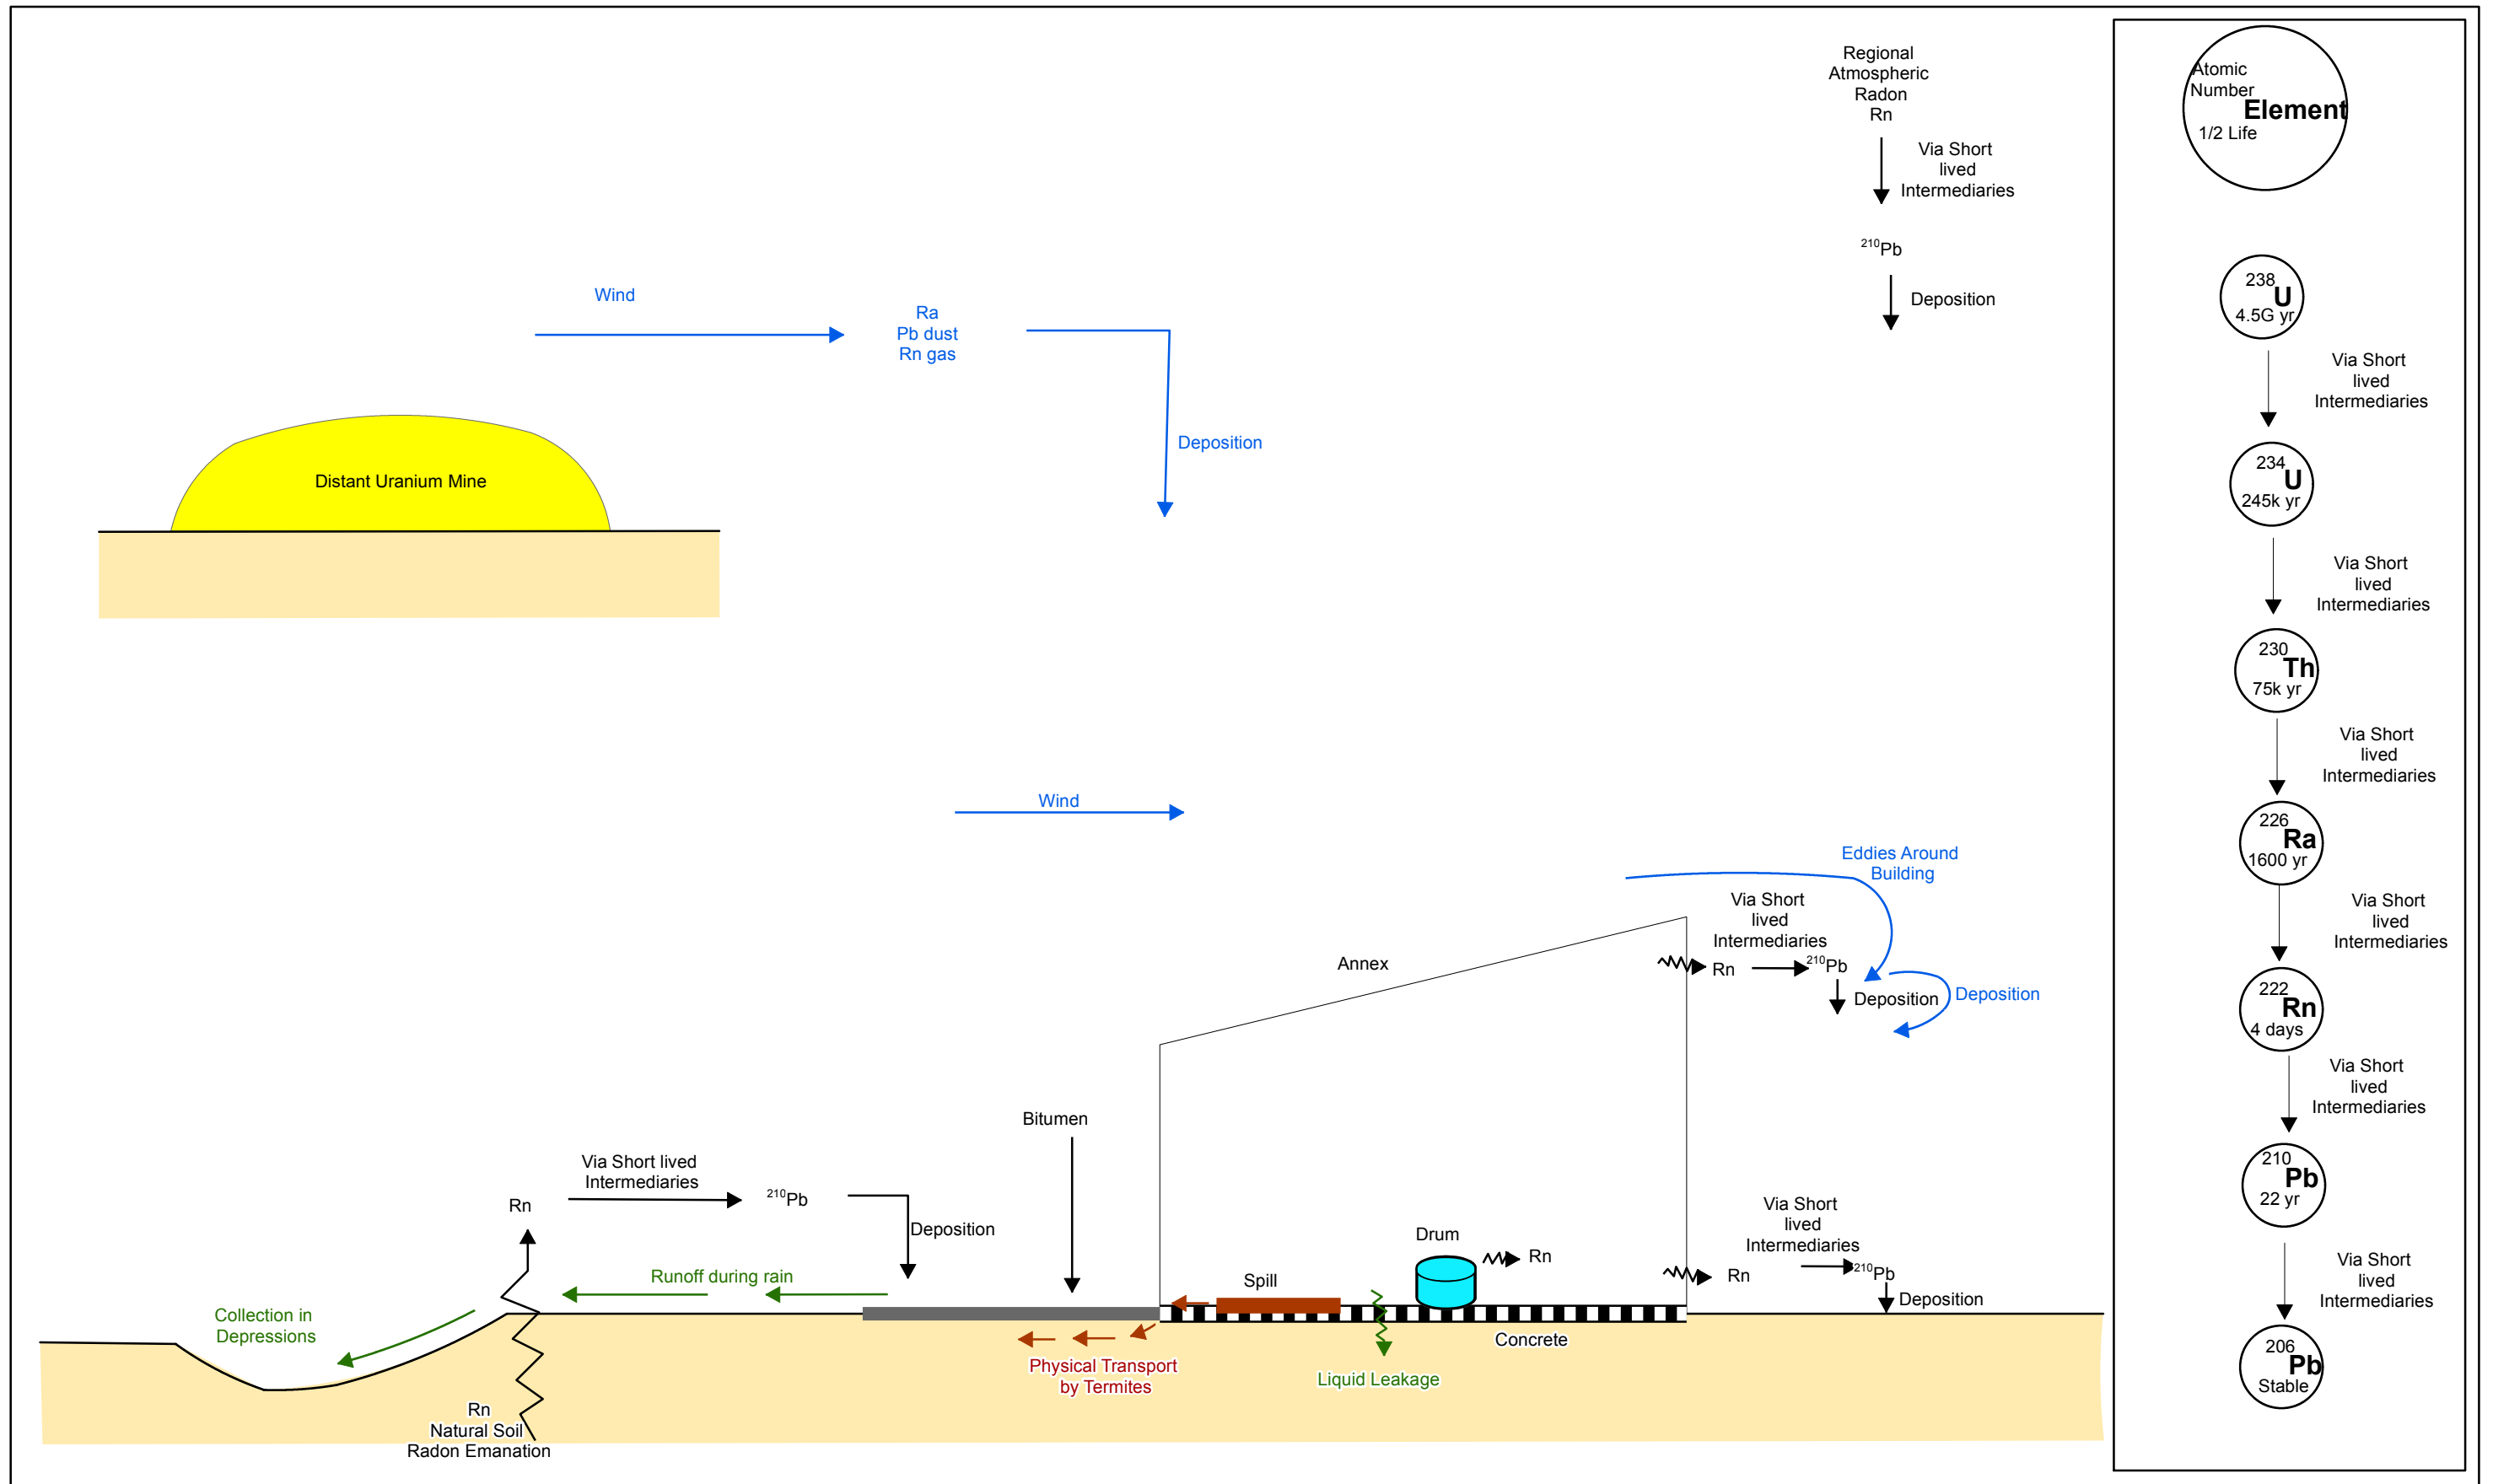 Regional
Atmospheric
Radon
Rn
Via Short
lived
Intermediaries
210Pb
Deposition
Wind
Ra
Pb dust
Rn gas
Deposition
Distant Uranium Mine
Wind
Eddies Around
Building
Via Short
lived
Intermediaries
Rn
210Pb
Deposition
Deposition
Annex
Bitumen
Via Short lived
Intermediaries
Rn
210Pb
Deposition
Runoff during rain
Collection in
Depressions
Rn
Natural Soil
Radon Emanation
Physical Transport
by Termites
Spill
Drum
Rn
Liquid Leakage
Concrete
Via Short
lived
Intermediaries
Rn
210Pb
Deposition
Atomic
Number
Element
1/2 Life
238
U
4.5G yr
Via Short
lived
Intermediaries
234
U
245k yr
Via Short
lived
Intermediaries
230
Th
75k yr
Via Short
lived
Intermediaries
226
Ra
1600 yr
Via Short
lived
Intermediaries
222
Rn
4 days
Via Short
lived
Intermediaries
210
Pb
22 yr
Via Short
lived
Intermediaries
206
Pb
Stable